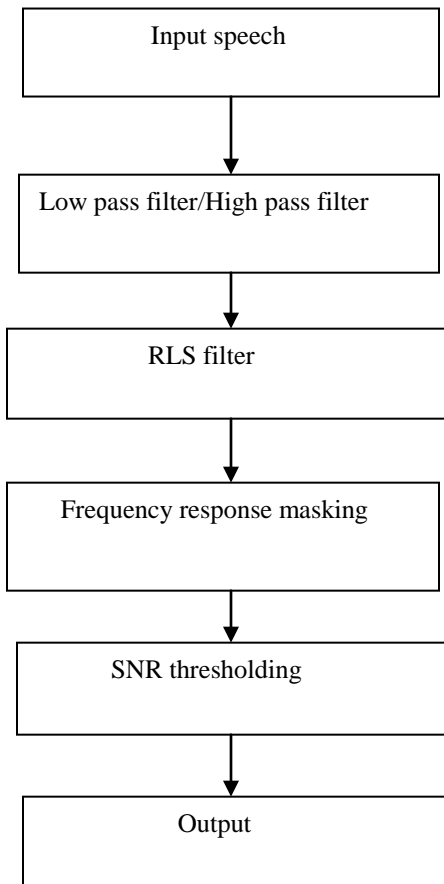 Input speech
Low pass filter/High pass filter
RLS filter
Frequency response masking
SNR thresholding
Output